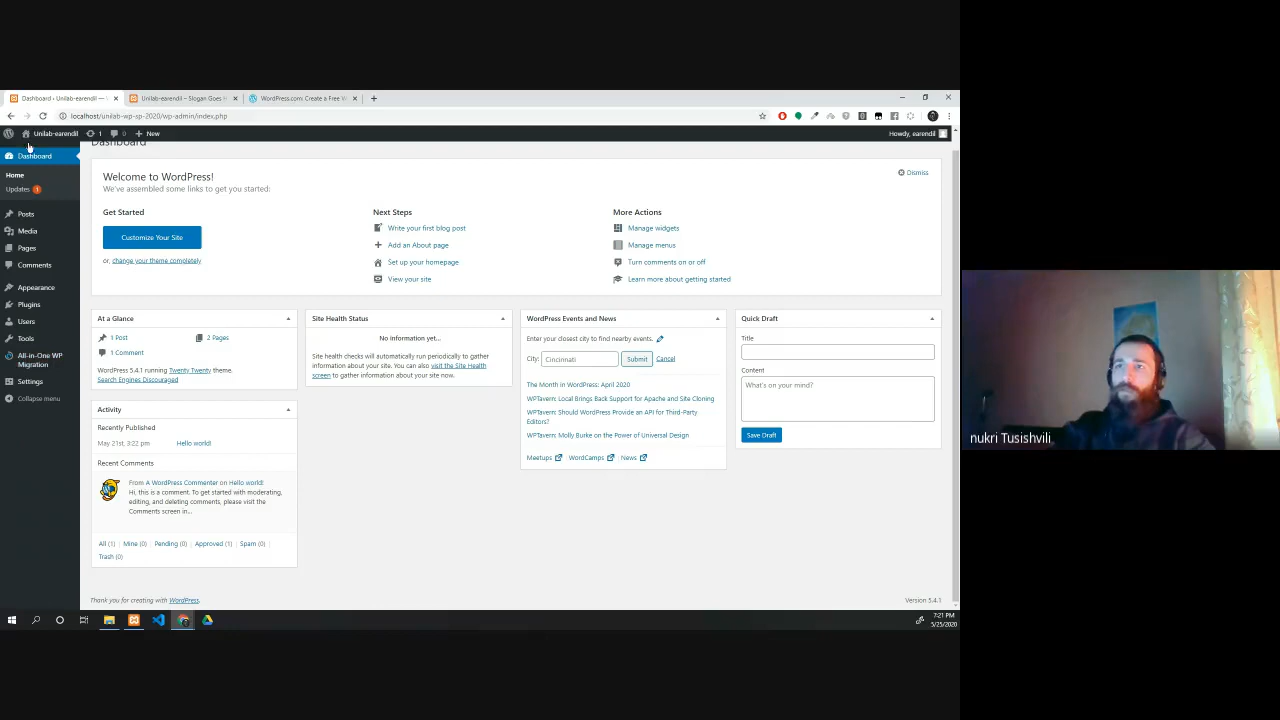 Dashboard ‹ Unilab-earendil —
Unilab-earendil – Slogan Goes H
WordPress.com: Create a Free W
localhost/unilab-wp-sp-2020/wp-admin/index.php
Unilab-earendil 1 0 New
Howdy, earendil
Dashboard
Home
Updates 1
Posts
Media
Pages
Comments
Appearance
Plugins
Users
Tools
All-in-One WP
Migration
Settings
Collapse menu
Dashboard
Welcome to WordPress!
Dismiss
We've assembled some links to get you started:
Get Started
Customize Your Site
or, change your theme completely
Next Steps
Write your first blog post
Add an About page
Set up your homepage
View your site
More Actions
Manage widgets
Manage menus
Turn comments on or off
Learn more about getting started
At a Glance
1 Post
2 Pages
1 Comment
WordPress 5.4.1 running Twenty Twenty theme.
Search Engines Discouraged
Activity
Recently Published
May 21st, 3:22 pm Hello world!
Recent Comments
From A WordPress Commenter on Hello world!
Hi, this is a comment. To get started with moderating,
editing, and deleting comments, please visit the
Comments screen in…
All (1) | Mine (0) | Pending (0) | Approved (1) | Spam (0) |
Trash (0)
Site Health Status
No information yet…
Site health checks will automatically run periodically to gather
information about your site. You can also visit the Site Health
screen to gather information about your site now.
WordPress Events and News
Enter your closest city to find nearby events.
City: Cincinnati Submit Cancel
The Month in WordPress: April 2020
WPTavern: Local Brings Back Support for Apache and Site Cloning
WPTavern: Should WordPress Provide an API for Third-Party
Editors?
WPTavern: Molly Burke on the Power of Universal Design
Meetups | WordCamps | News
Quick Draft
Title
Content
What's on your mind?
Save Draft
Thank you for creating with WordPress.
Version 5.4.1
7:21 PM
5/25/2020
nukri Tusishvili